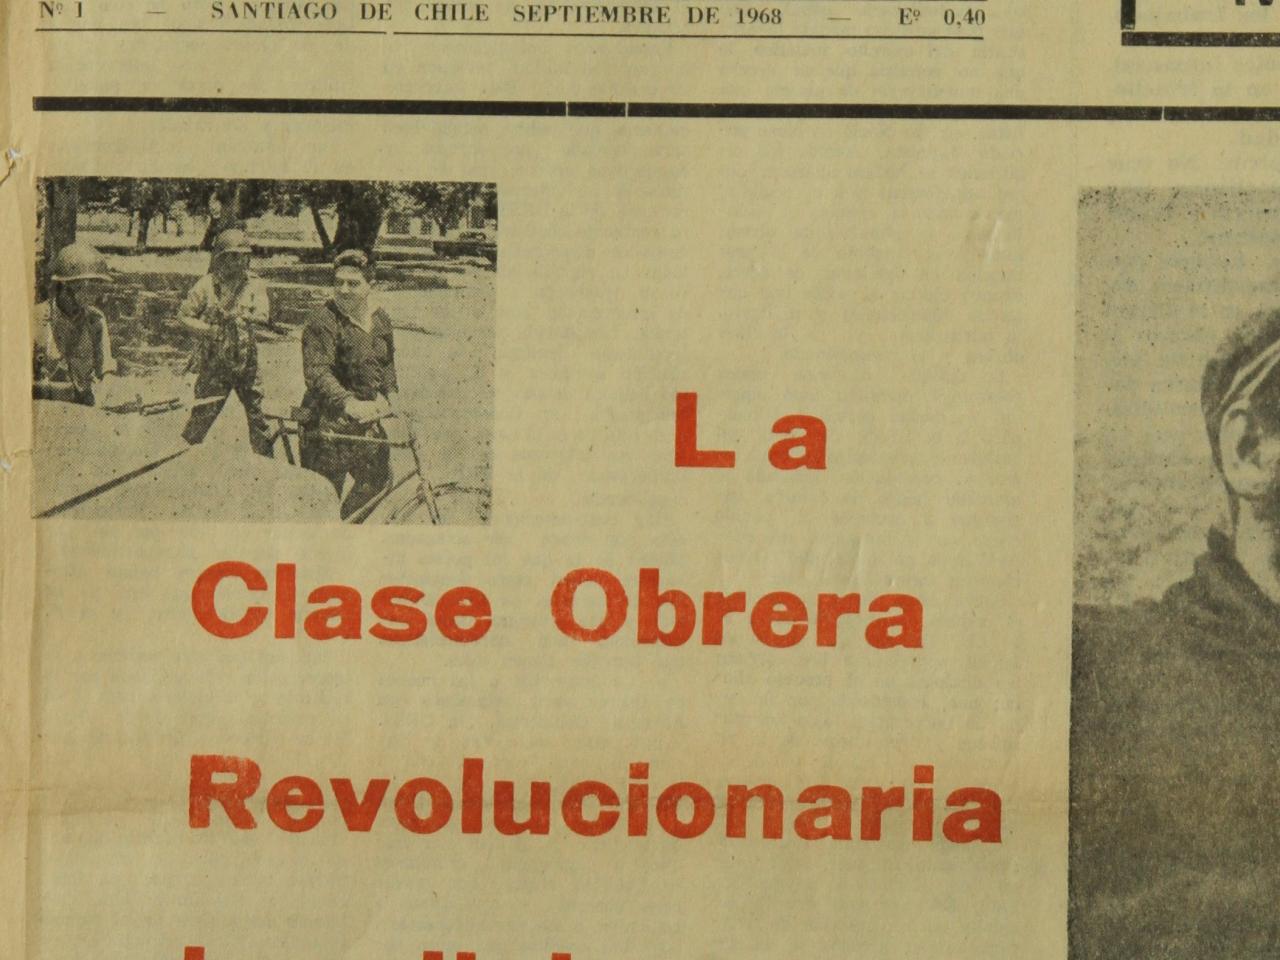 Nº 1 — SANTIAGO DE CHILE SEPTIEMBRE DE 1968 — Eº 0,40
La
Clase Obrera
Revolucionaria